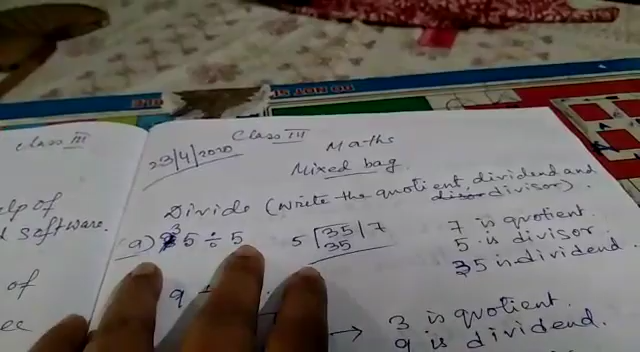 Class III
elp of
software.
of
Class III
23/4/2020
Maths
Mixed bag.
Divide (Write the quotient, dividend and
divisor).
(a) 35 ÷ 5
5 35 7
35
7 is quotient.
5 is divisor.
35 is dividend.
9 ÷
→ 3 is quotient.
9 is dividend.